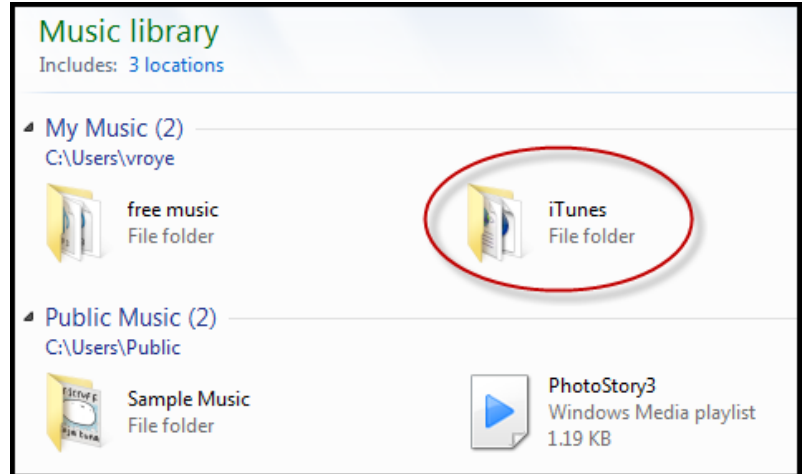 Music library
Includes: 3 locations
My Music (2)
C:\Users\vroye
free music
File folder
iTunes
File folder
Public Music (2)
C:\Users\Public
Sample Music
File folder
PhotoStory3
Windows Media playlist
1.19 KB